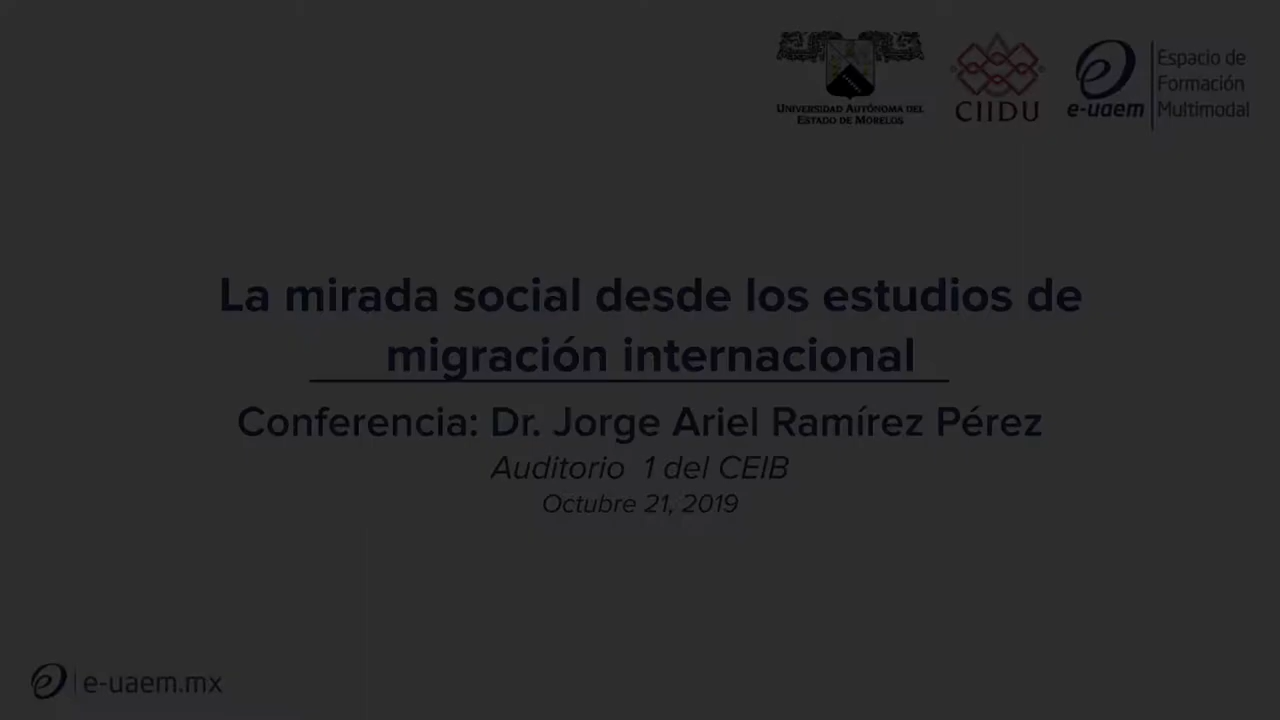 UNIVERSIDAD AUTÓNOMA DEL
ESTADO DE MORELOS
CIIDU
e-uaem
Espacio de
Formación
Multimodal
La mirada social desde los estudios de
migración internacional
Conferencia: Dr. Jorge Ariel Ramírez Pérez
Auditorio 1 del CEIB
Octubre 21, 2019
e-uaem.mx